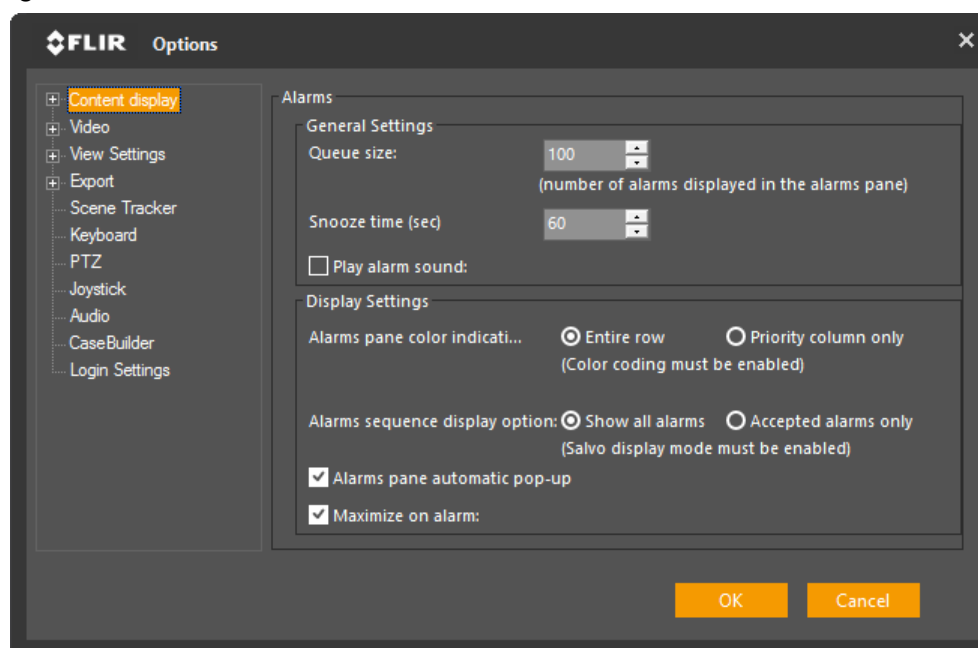 FLIR Options
Content display
Video
View Settings
Export
Scene Tracker
Keyboard
PTZ
Joystick
Audio
CaseBuilder
Login Settings
Alarms
General Settings
Queue size: 100
(number of alarms displayed in the alarms pane)
Snooze time (sec) 60
Play alarm sound:
Display Settings
Alarms pane color indicati... Entire row Priority column only
(Color coding must be enabled)
Alarms sequence display option: Show all alarms Accepted alarms only
(Salvo display mode must be enabled)
Alarms pane automatic pop-up
Maximize on alarm:
OK Cancel